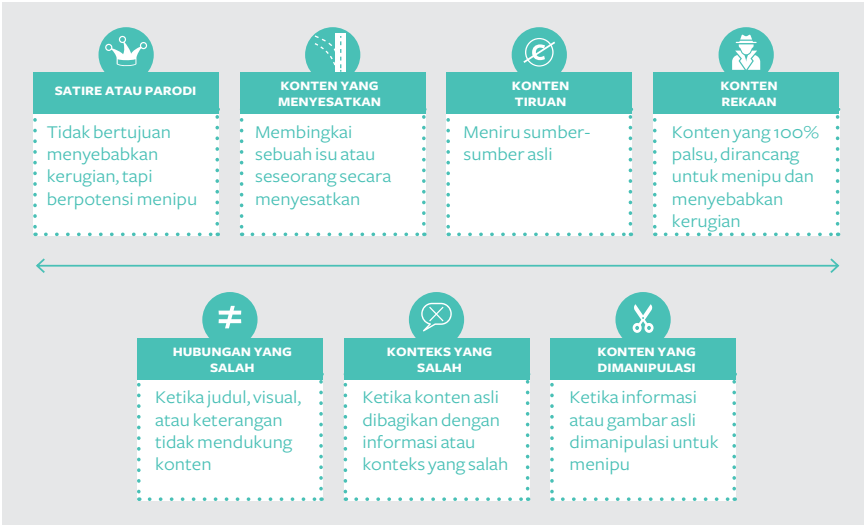 SATIRE ATAU PARODI
Tidak bertujuan
menyebabkan
kerugian, tapi
berpotensi menipu
KONTEN YANG
MENYESATKAN
Membingkai
sebuah isu atau
seseorang secara
menyesatkan
KONTEN
TIRUAN
Meniru sumber-
sumber asli
KONTEN
REKAAN
Konten yang 100%
palsu, dirancang
untuk menipu dan
menyebabkan
kerugian
HUBUNGAN YANG
SALAH
Ketika judul, visual,
atau keterangan
tidak mendukung
konten
KONTEKS YANG
SALAH
Ketika konten asli
dibagikan dengan
informasi atau
konteks yang salah
KONTEN YANG
DIMANIPULASI
Ketika informasi
atau gambar asli
dimanipulasi untuk
menipu